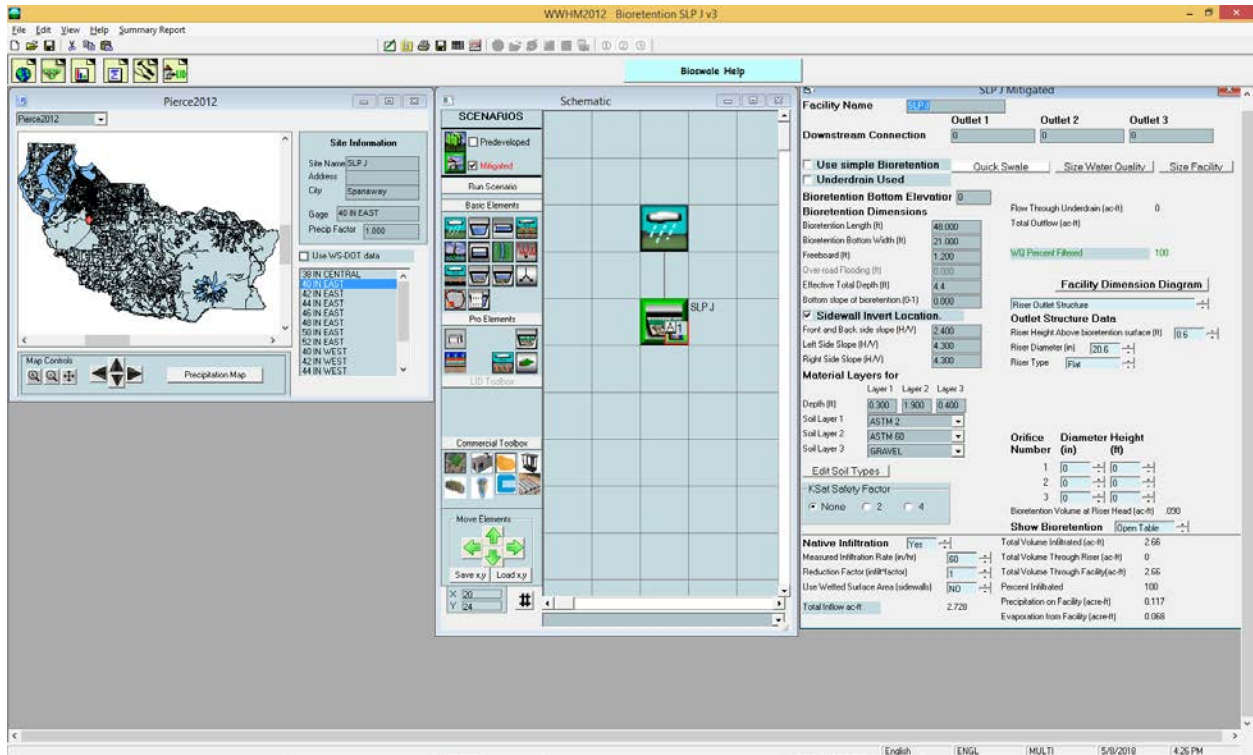 WWHM2012 Bioretention SLP J v3
File Edit View Help Summary Report
Bioswale Help
Pierce2012
Pierce2012
Site Information
Site Name SLP J
Address
City Spanaway
Gage 40 IN EAST
Precip Factor 1.000
Use WS-DOT data
38 IN CENTRAL
40 IN EAST
42 IN EAST
44 IN EAST
46 IN EAST
48 IN EAST
50 IN EAST
52 IN EAST
40 IN WEST
42 IN WEST
44 IN WEST
Map Controls
Precipitation Map
Schematic
SCENARIOS
Predeveloped
Mitigated
Run Scenario
Basic Elements
Pro Elements
LID Toolbox
Commercial Toolbox
Move Elements
Save x,y Load x,y
X 20
Y 24
SLP J
A 1
SLP J Mitigated
Facility Name SLP J
Outlet 1 Outlet 2 Outlet 3
Downstream Connection 0 0 0
Use simple Bioretention Quick Swale Size Water Quality Size Facility
Underdrain Used
Bioretention Bottom Elevation 0
Bioretention Dimensions
Bioretention Length (ft) 48.000
Bioretention Bottom Width (ft) 21.000
Freeboard (ft) 1.200
Over-road Flooding (ft) 0.000
Effective Total Depth (ft) 4.4
Bottom slope of bioretention.(0-1) 0.000
Sidewall Invert Location.
Front and Back side slope (H/V) 2.400
Left Side Slope (H/V) 4.300
Right Side Slope (H/V) 4.300
Material Layers for
Layer 1 Layer 2 Layer 3
Depth (ft) 0.300 1.900 0.400
Soil Layer 1 ASTM 2
Soil Layer 2 ASTM 60
Soil Layer 3 GRAVEL
Edit Soil Types
KSat Safety Factor
None 2 4
Flow Through Underdrain (ac-ft) 0.
Total Outflow (ac-ft)
WQ Percent Filtered 100
Facility Dimension Diagram
Riser Outlet Structure
Outlet Structure Data
Riser Height Above bioretention surface (ft) 0.6
Riser Diameter (in) 20.6
Riser Type Flat
Orifice Diameter Height
Number (in) (ft)
1 0 0
2 0 0
3 0 0
Bioretention Volume at Riser Head (ac-ft) .090
Show Bioretention Open Table
Native Infiltration Yes
Measured Infiltration Rate (in/hr) 60
Reduction Factor (infilt*factor) 1
Use Wetted Surface Area (sidewalls) NO
Total Inflow ac-ft 2.728
Total Volume Infiltrated (ac-ft) 2.66
Total Volume Through Riser (ac-ft) 0
Total Volume Through Facility(ac-ft) 2.66
Percent Infiltrated 100
Precipitation on Facility (acre-ft) 0.117
Evaporation from Facility (acre-ft) 0.068
English ENGL MULTI 5/8/2018 4:26 PM